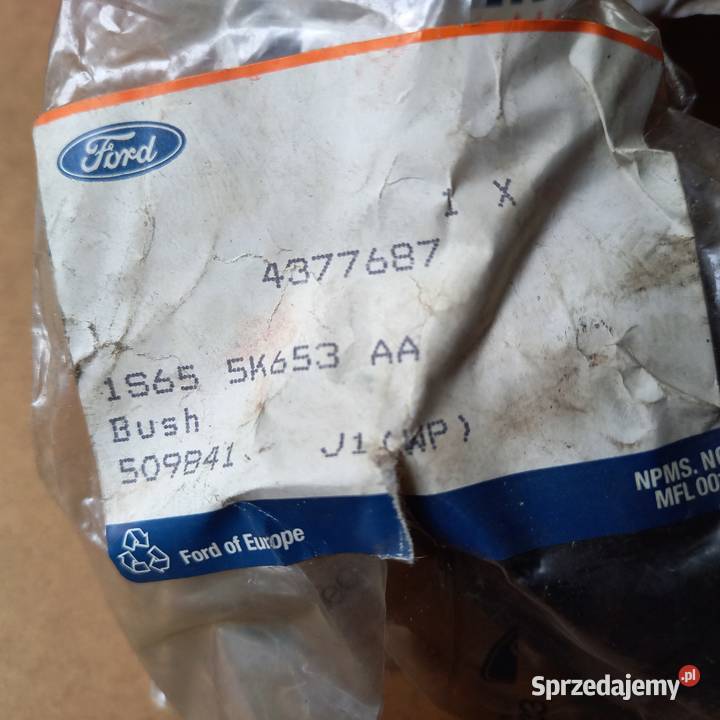 Ford
1 X
4377687
1S65 5K653 AA
Bush
509841 J1(WP)
NPMS. NO
MFL 00
Ford of Europe
Sprzedajemy.pl